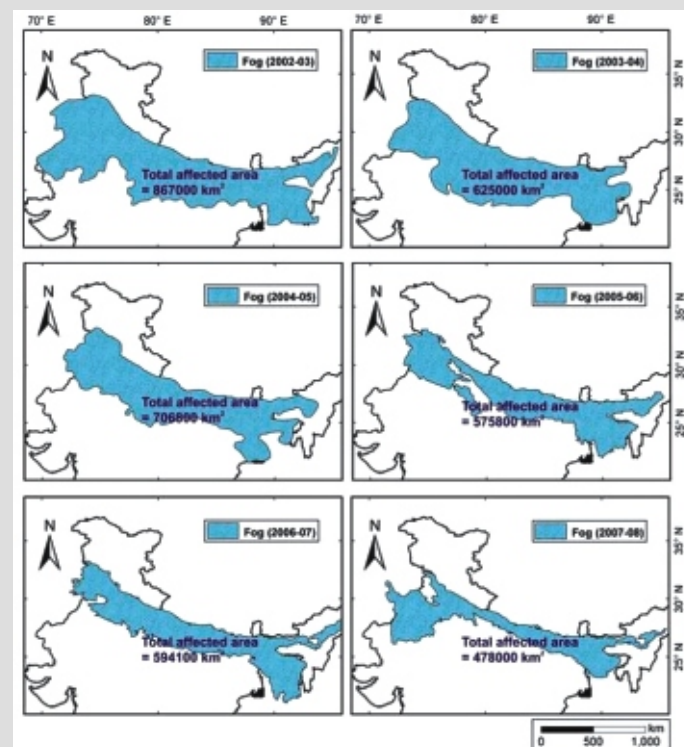 70° E 80° E 90° E 70° E 80° E 90° E
N
Fog (2002-03)
Total affected area
= 867000 km²
N
Fog (2003-04)
Total affected area
= 625000 km²
35° N
30° N
25° N
N
Fog (2004-05)
Total affected area
= 706800 km²
N
Fog (2005-06)
Total affected area
= 575800 km²
35° N
30° N
25° N
N
Fog (2006-07)
Total affected area
= 594100 km²
N
Fog (2007-08)
Total affected area
= 478000 km²
35° N
30° N
25° N
km
0 500 1,000